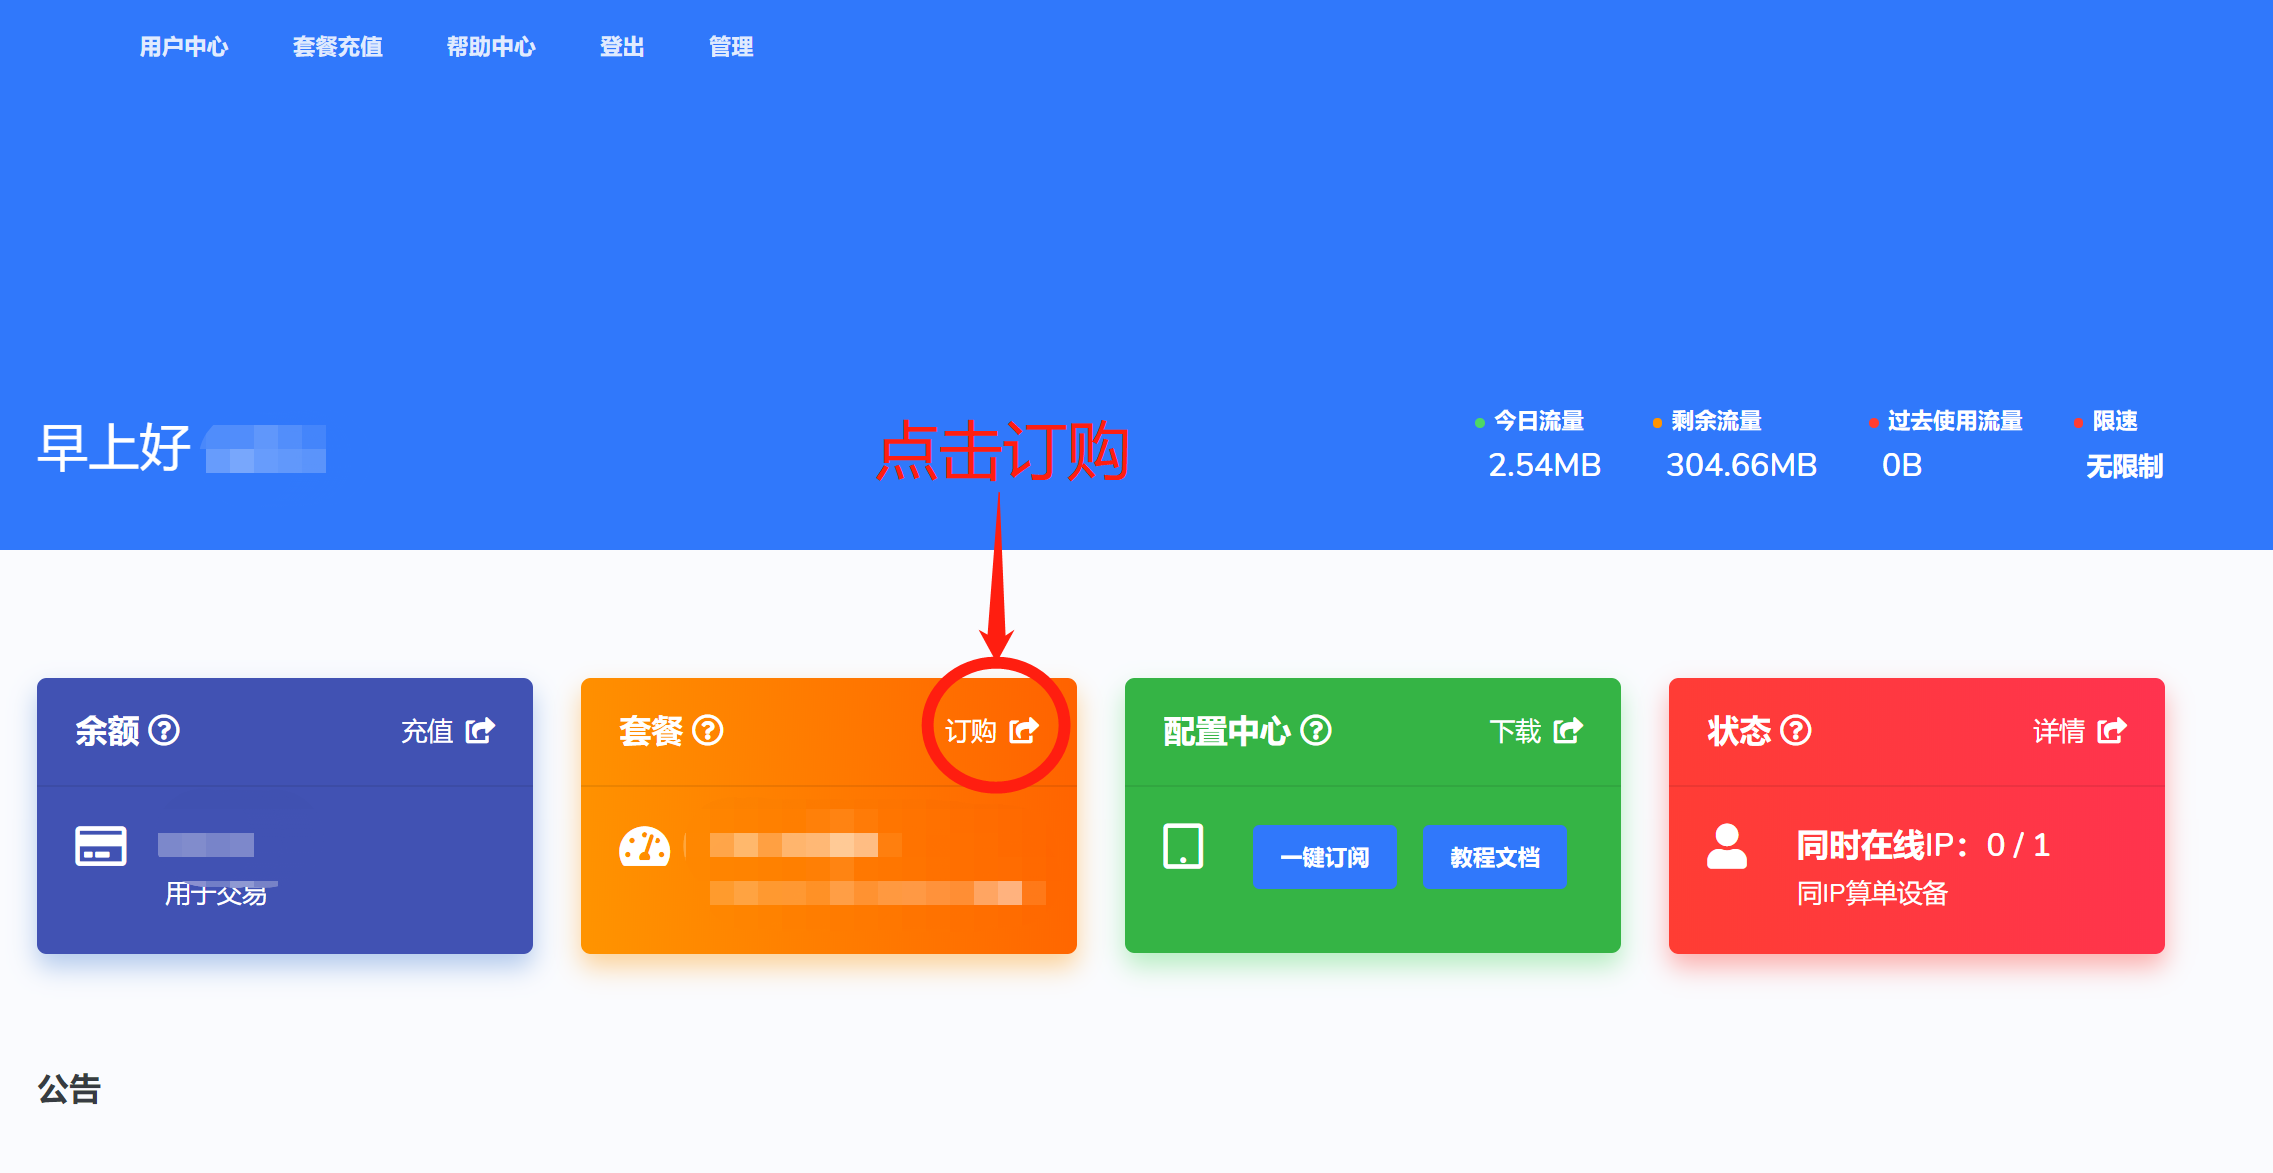 用户中心 套餐充值 帮助中心 登出 管理
早上好
点击订购
今日流量 剩余流量 过去使用流量 限速
2.54MB 304.66MB 0B 无限制
余额 充值
用于交易
套餐 订购
配置中心 下载
一键订阅 教程文档
状态 详情
同时在线IP：0 / 1
同IP算单设备
公告